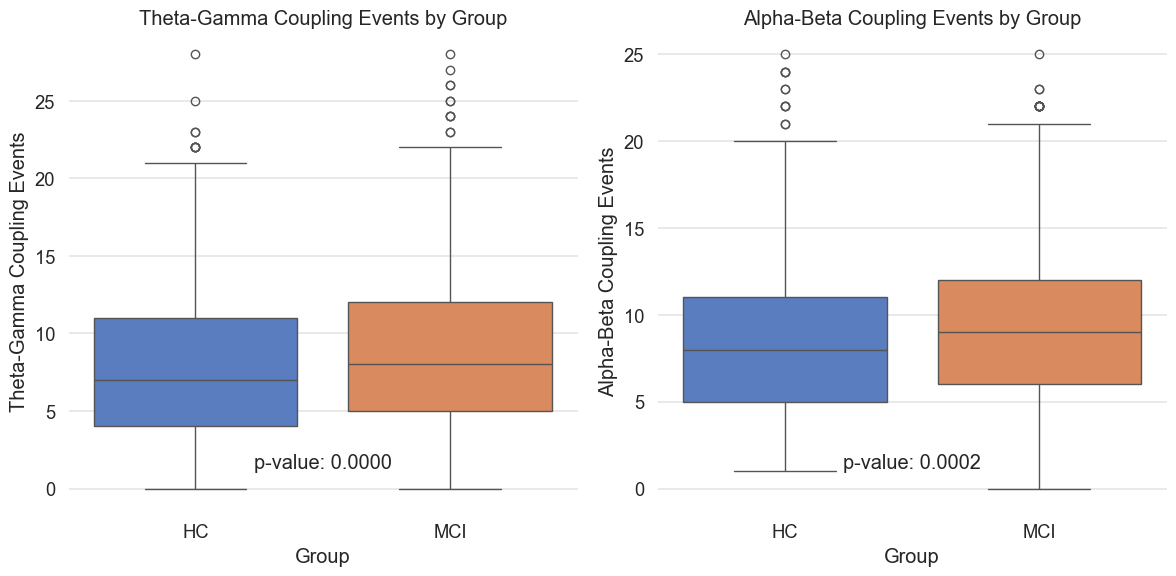 Theta-Gamma Coupling Events by Group
Theta-Gamma Coupling Events
25
20
15
10
5
0
p-value: 0.0000
HC
MCI
Group
Alpha-Beta Coupling Events by Group
Alpha-Beta Coupling Events
25
20
15
10
5
0
p-value: 0.0002
HC
MCI
Group